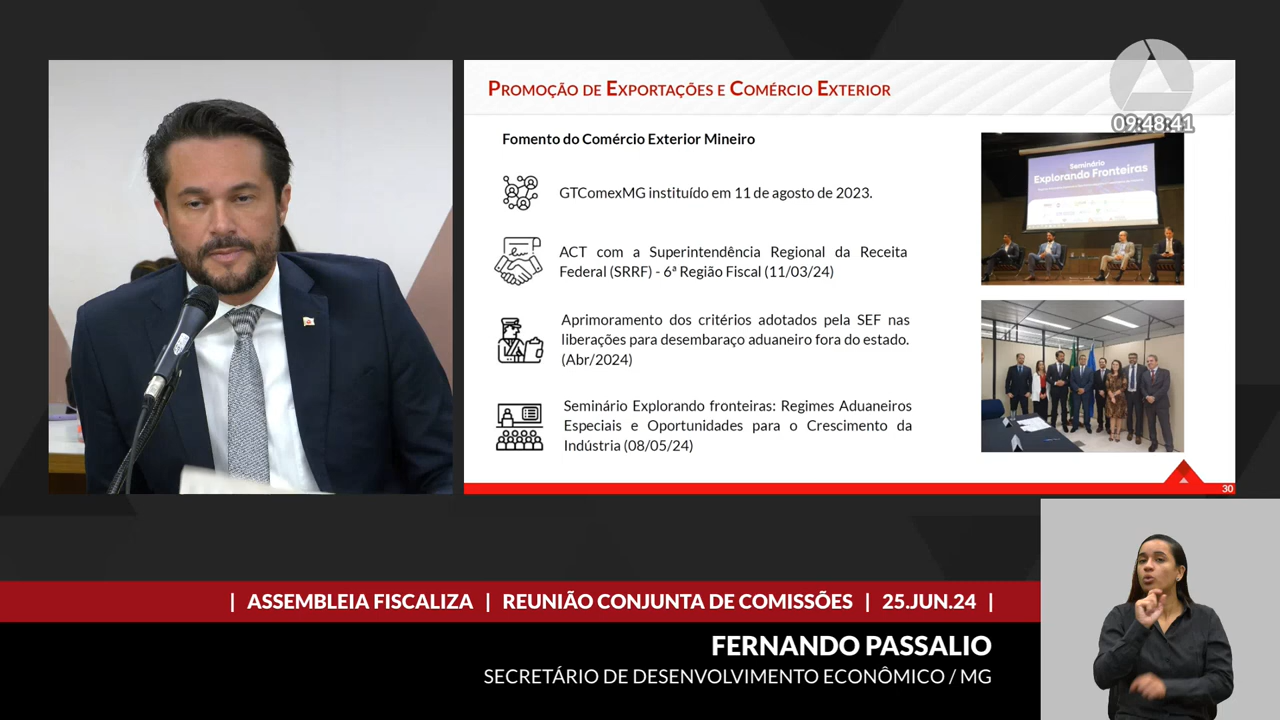 PROMOÇÃO DE EXPORTAÇÕES E COMÉRCIO EXTERIOR
09:48:41
Fomento do Comércio Exterior Mineiro
GTComexMG instituído em 11 de agosto de 2023.
ACT com a Superintendência Regional da Receita
Federal (SRRF) - 6ª Região Fiscal (11/03/24)
Aprimoramento dos critérios adotados pela SEF nas
liberações para desembaraço aduaneiro fora do estado.
(Abr/2024)
Seminário Explorando fronteiras: Regimes Aduaneiros
Especiais e Oportunidades para o Crescimento da
Indústria (08/05/24)
Seminário
Explorando Fronteiras
30
| ASSEMBLEIA FISCALIZA | REUNIÃO CONJUNTA DE COMISSÕES | 25.JUN.24 |
FERNANDO PASSALIO
SECRETÁRIO DE DESENVOLVIMENTO ECONÔMICO / MG